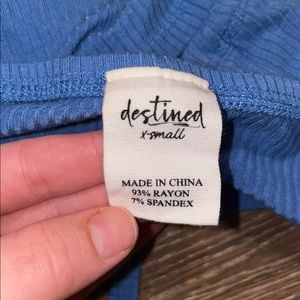 destined
x-small
MADE IN CHINA
93% RAYON
7% SPANDEX